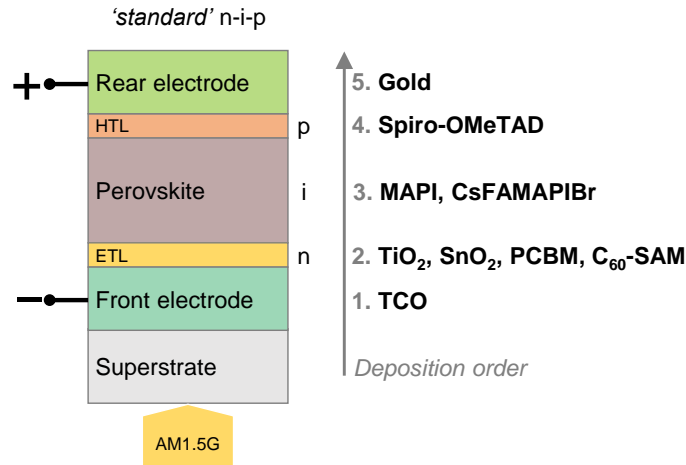 'standard' n-i-p
+
Rear electrode
5. Gold
HTL
p
4. Spiro-OMeTAD
Perovskite
i
3. MAPI, CsFAMAPIBr
ETL
n
2. TiO₂, SnO₂, PCBM, C₆₀-SAM
−
Front electrode
1. TCO
Superstrate
Deposition order
AM1.5G